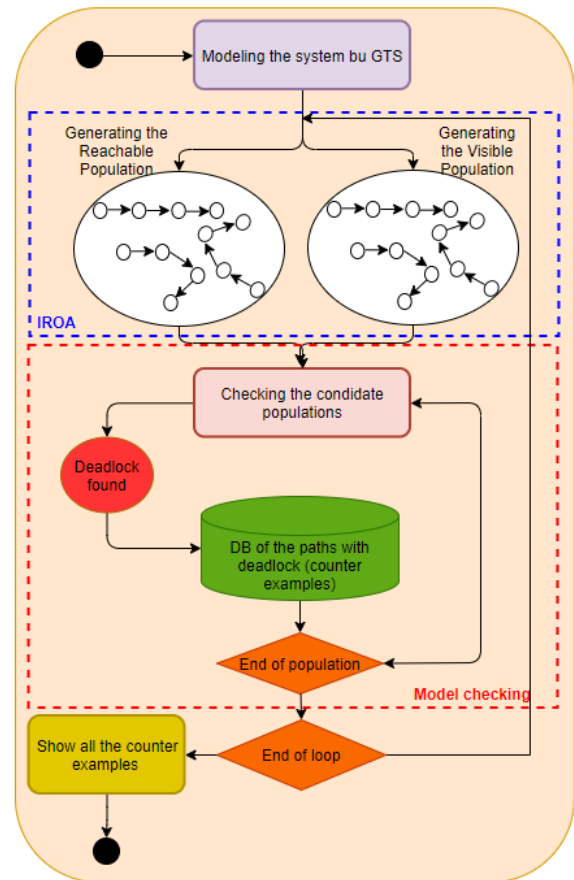 Modeling the system bu GTS
Generating the
Reachable
Population
Generating
the Visible
Population
IROA
Checking the candidate
populations
Deadlock
found
DB of the paths with
deadlock (counter
examples)
End of population
Model checking
Show all the counter
examples
End of loop